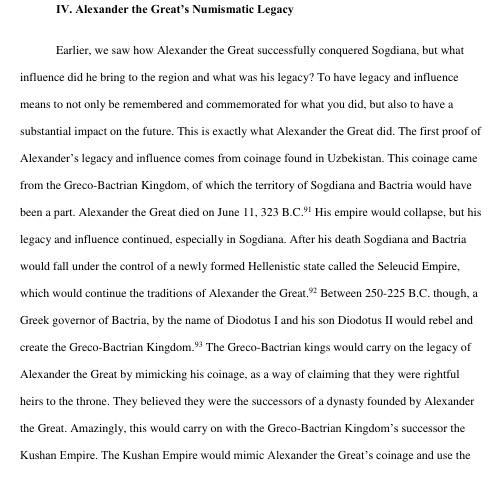 IV. Alexander the Great's Numismatic Legacy
Earlier, we saw how Alexander the Great successfully conquered Sogdiana, but what
influence did he bring to the region and what was his legacy? To have legacy and influence
means to not only be remembered and commemorated for what you did, but also to have a
substantial impact on the future. This is exactly what Alexander the Great did. The first proof of
Alexander's legacy and influence comes from coinage found in Uzbekistan. This coinage came
from the Greco-Bactrian Kingdom, of which the territory of Sogdiana and Bactria would have
been a part. Alexander the Great died on June 11, 323 B.C.⁹¹ His empire would collapse, but his
legacy and influence continued, especially in Sogdiana. After his death Sogdiana and Bactria
would fall under the control of a newly formed Hellenistic state called the Seleucid Empire,
which would continue the traditions of Alexander the Great.⁹² Between 250-225 B.C. though, a
Greek governor of Bactria, by the name of Diodotus I and his son Diodotus II would rebel and
create the Greco-Bactrian Kingdom.⁹³ The Greco-Bactrian kings would carry on the legacy of
Alexander the Great by mimicking his coinage, as a way of claiming that they were rightful
heirs to the throne. They believed they were the successors of a dynasty founded by Alexander
the Great. Amazingly, this would carry on with the Greco-Bactrian Kingdom's successor the
Kushan Empire. The Kushan Empire would mimic Alexander the Great's coinage and use the